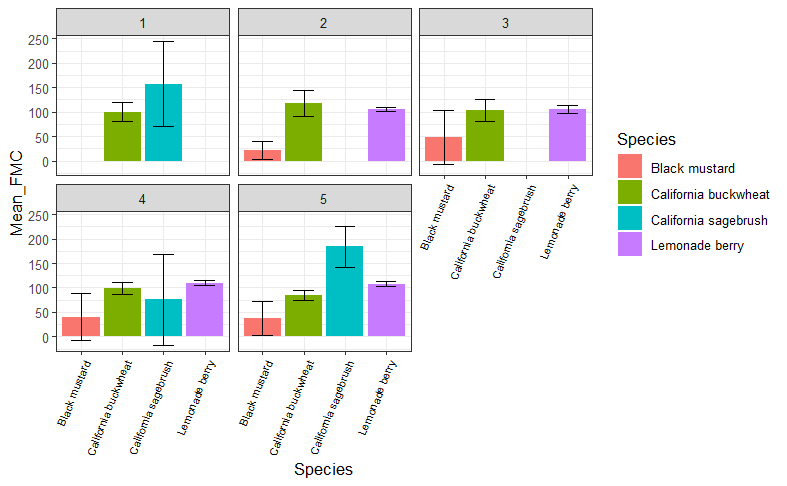 1
2
3
250
200
150
100
50
0
Black mustard
California buckwheat
California sagebrush
Lemonade berry
4
5
250
200
150
100
50
0
Black mustard
California buckwheat
California sagebrush
Lemonade berry
Black mustard
California buckwheat
California sagebrush
Lemonade berry
Mean_FMC
Species
Species
Black mustard
California buckwheat
California sagebrush
Lemonade berry